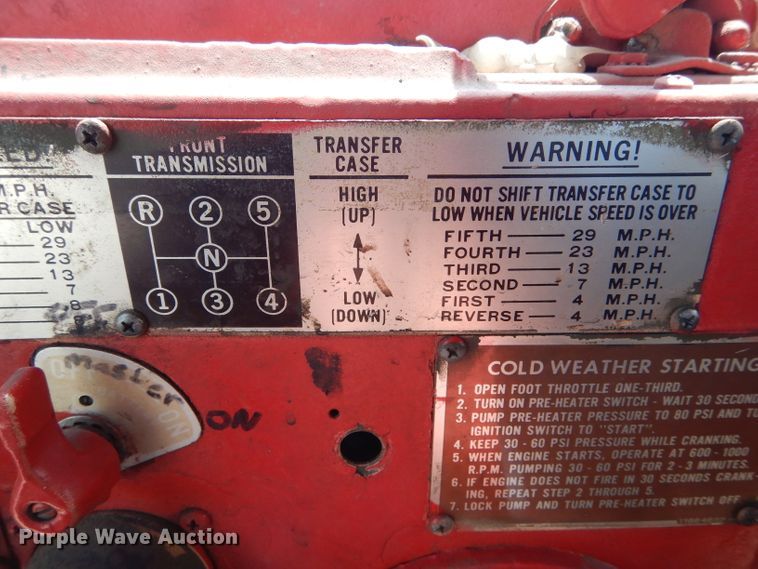 ED
M.P.H.
R CASE
LOW
29
23
13
7
8
FRONT
TRANSMISSION
R 2 5
N
1 3 4
TRANSFER
CASE
HIGH
(UP)
LOW
(DOWN)
WARNING!
DO NOT SHIFT TRANSFER CASE TO
LOW WHEN VEHICLE SPEED IS OVER
FIFTH — 29 M.P.H.
FOURTH — 23 M.P.H.
THIRD — 13 M.P.H.
SECOND — 7 M.P.H.
FIRST — 4 M.P.H.
REVERSE — 4 M.P.H.
Master
ON
ON
COLD WEATHER STARTING
1. OPEN FOOT THROTTLE ONE-THIRD.
2. TURN ON PRE-HEATER SWITCH - WAIT 30 SECOND
3. PUMP PRE-HEATER PRESSURE TO 80 PSI AND TU
IGNITION SWITCH TO "START".
4. KEEP 30 - 60 PSI PRESSURE WHILE CRANKING.
5. WHEN ENGINE STARTS, OPERATE AT 600 - 1000
R.P.M. PUMPING 30 - 60 PSI FOR 2 - 3 MINUTES.
6. IF ENGINE DOES NOT FIRE IN 30 SECONDS CRANK-
ING, REPEAT STEP 2 THROUGH 5.
7. LOCK PUMP AND TURN PRE-HEATER SWITCH OFF
Purple Wave Auction